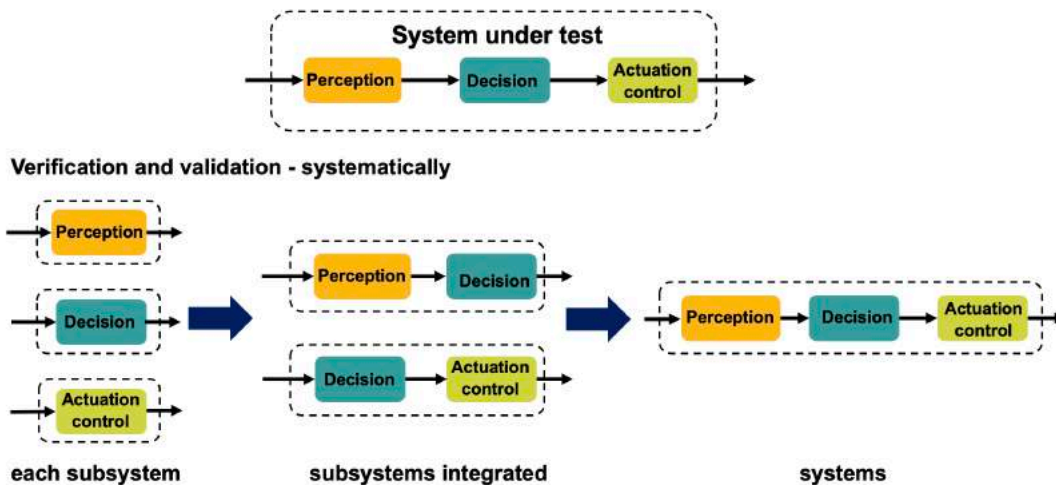 System under test
Perception
Decision
Actuation
control
Verification and validation - systematically
Perception
Decision
Actuation
control
each subsystem
Perception
Decision
Decision
Actuation
control
subsystems integrated
Perception
Decision
Actuation
control
systems